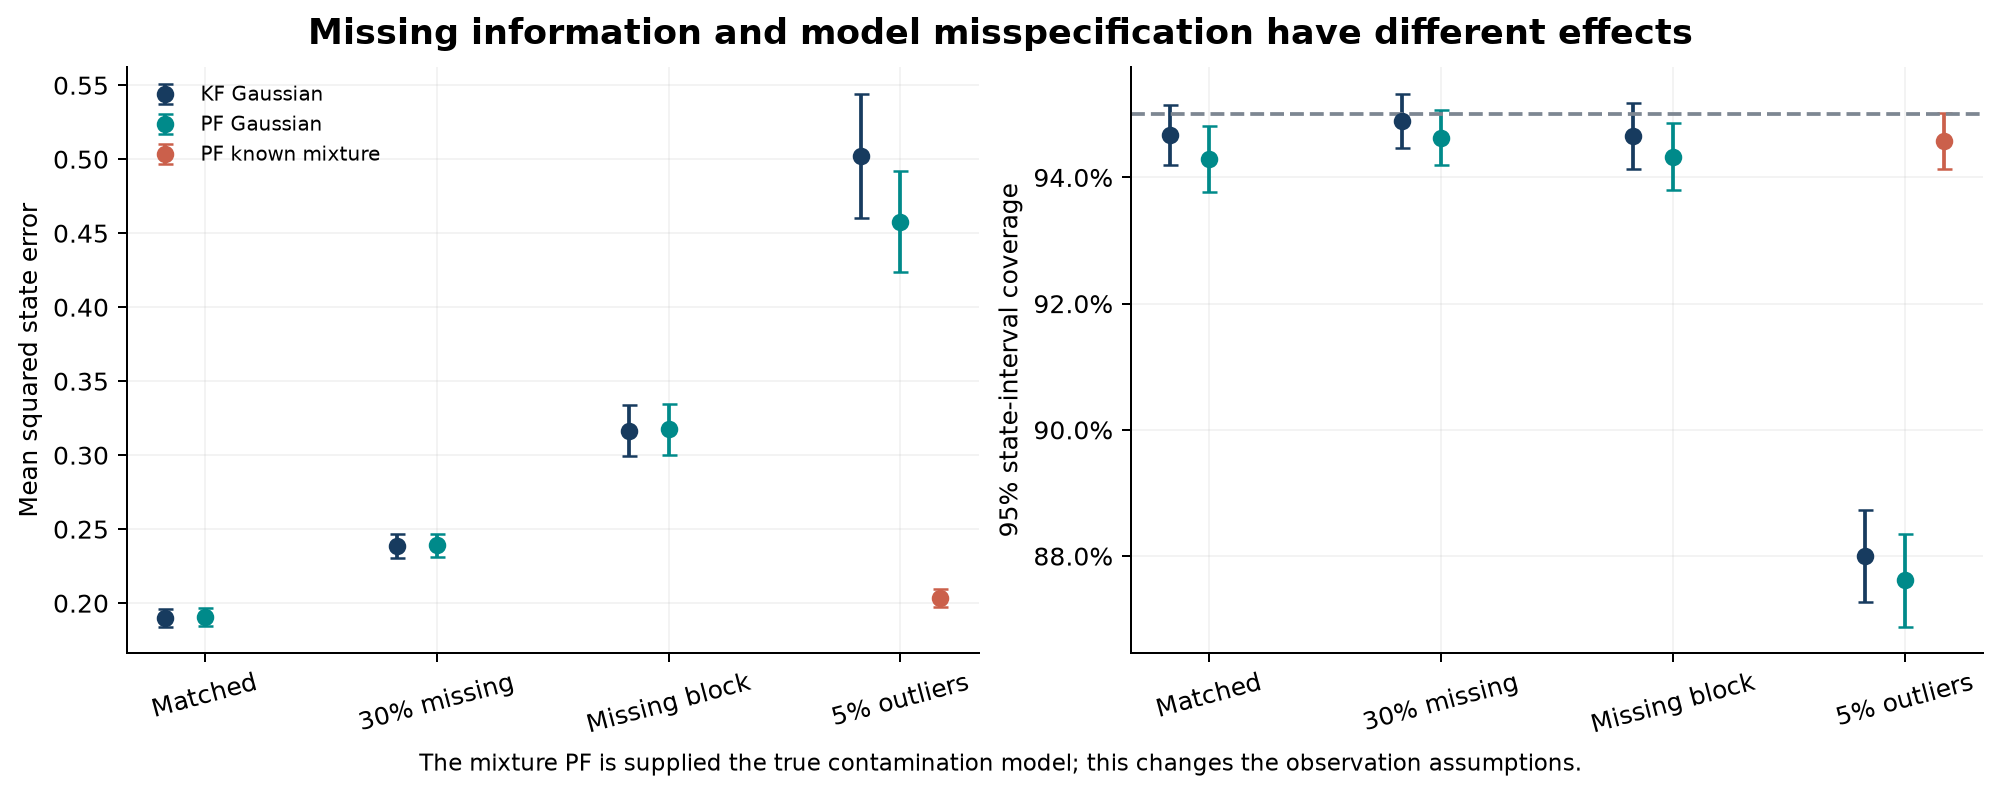 Missing information and model misspecification have different effects
KF Gaussian
PF Gaussian
PF known mixture
Mean squared state error
0.55
0.50
0.45
0.40
0.35
0.30
0.25
0.20
Matched
30% missing
Missing block
5% outliers
95% state-interval coverage
94.0%
92.0%
90.0%
88.0%
Matched
30% missing
Missing block
5% outliers
The mixture PF is supplied the true contamination model; this changes the observation assumptions.